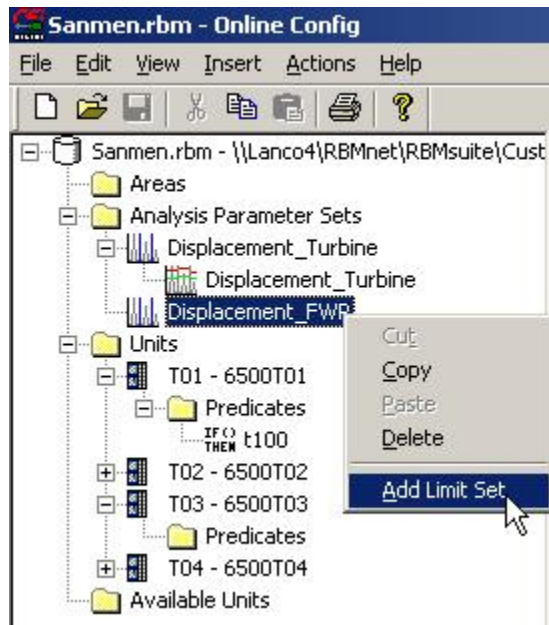 Sanmen.rbm - Online Config
File Edit View Insert Actions Help
Sanmen.rbm - \\Lanco4\RBMnet\RBMsuite\Cust
Areas
Analysis Parameter Sets
Displacement_Turbine
Displacement_Turbine
Displacement_FWP
Cut
Units
Copy
T01 - 6500T01
Paste
Predicates
Delete
IF() THEN t100
T02 - 6500T02
Add Limit Set
T03 - 6500T03
Predicates
T04 - 6500T04
Available Units